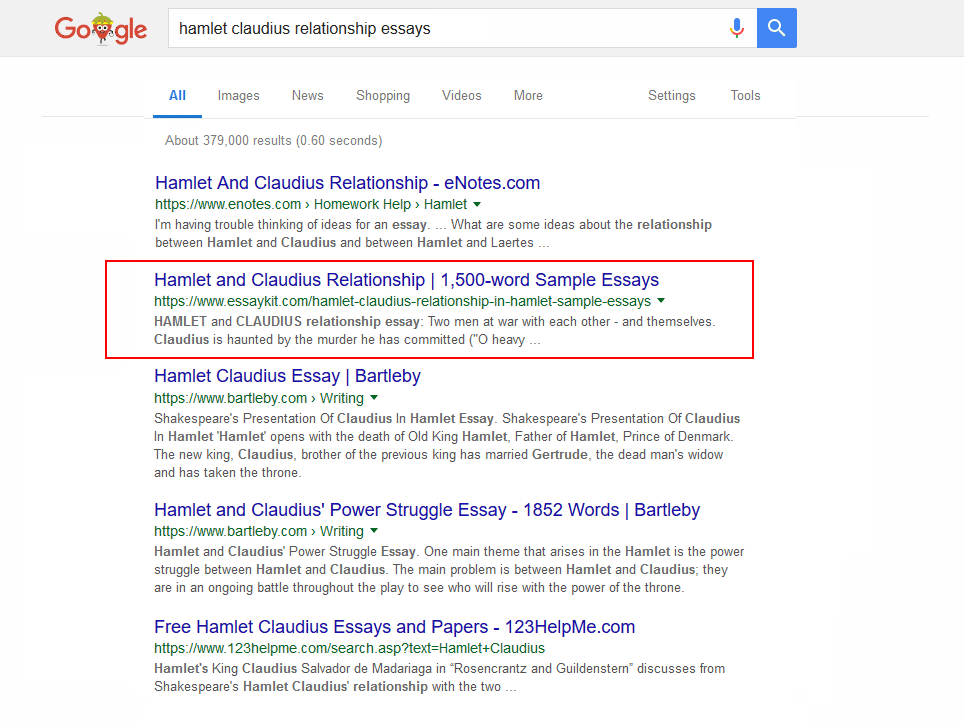 Google
hamlet claudius relationship essays
All Images News Shopping Videos More Settings Tools
About 379,000 results (0.60 seconds)
Hamlet And Claudius Relationship - eNotes.com
https://www.enotes.com › Homework Help › Hamlet
I'm having trouble thinking of ideas for an essay. ... What are some ideas about the relationship
between Hamlet and Claudius and between Hamlet and Laertes ...
Hamlet and Claudius Relationship | 1,500-word Sample Essays
https://www.essaykit.com/hamlet-claudius-relationship-in-hamlet-sample-essays
HAMLET and CLAUDIUS relationship essay: Two men at war with each other - and themselves.
Claudius is haunted by the murder he has committed ("O heavy ...
Hamlet Claudius Essay | Bartleby
https://www.bartleby.com › Writing
Shakespeare's Presentation Of Claudius In Hamlet Essay. Shakespeare's Presentation Of Claudius
In Hamlet 'Hamlet' opens with the death of Old King Hamlet, Father of Hamlet, Prince of Denmark.
The new king, Claudius, brother of the previous king has married Gertrude, the dead man's widow
and has taken the throne.
Hamlet and Claudius' Power Struggle Essay - 1852 Words | Bartleby
https://www.bartleby.com › Writing
Hamlet and Claudius' Power Struggle Essay. One main theme that arises in the Hamlet is the power
struggle between Hamlet and Claudius. The main problem is between Hamlet and Claudius; they
are in an ongoing battle throughout the play to see who will rise with the power of the throne.
Free Hamlet Claudius Essays and Papers - 123HelpMe.com
https://www.123helpme.com/search.asp?text=Hamlet+Claudius
Hamlet's King Claudius Salvador de Madariaga in “Rosencrantz and Guildenstern” discusses from
Shakespeare's Hamlet Claudius' relationship with the two ...